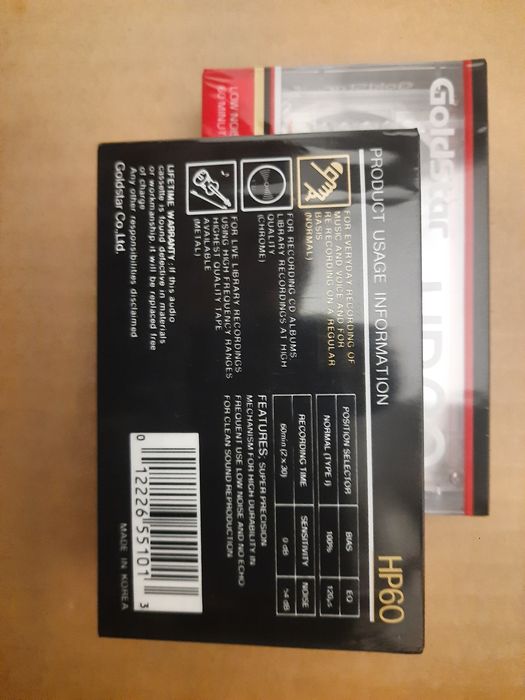 PRODUCT USAGE INFORMATION
HP60
FOR EVERYDAY RECORDING OF
MUSIC AND VOICE AND FOR
RE RECORDING ON A REGULAR
BASIS
(NORMAL)
FOR RECORDING CD ALBUMS,
LIBRARY RECORDINGS AT HIGH
QUALITY
(CHROME)
FOR LIVE LIBRARY RECORDINGS
USING HIGH FREQUENCY RANGES
HIGHEST QUALITY TAPE
AVAILABLE
(METAL)
LIFETIME WARRANTY : If this audio
cassette is found defective in materials
or workmanship, it will be replaced free
of charge
Any other responsibilities disclaimed
Goldstar Co.,Ltd.
POSITION SELECTOR BIAS EQ
NORMAL (TYPE I) 100% 120µs
RECORDING TIME SENSITIVITY NOISE
60min (2 x 30) 0 dB
FEATURES, SUPER PRECISION
MECHANISM FOR HIGH DURABILITY IN
FREQUENT USE LOW NOISE AND NO ECHO
FOR CLEAN SOUND REPRODUCTION
0 12226 55101 3
MADE IN KOREA
Goldstar
LOW
60 MINUT